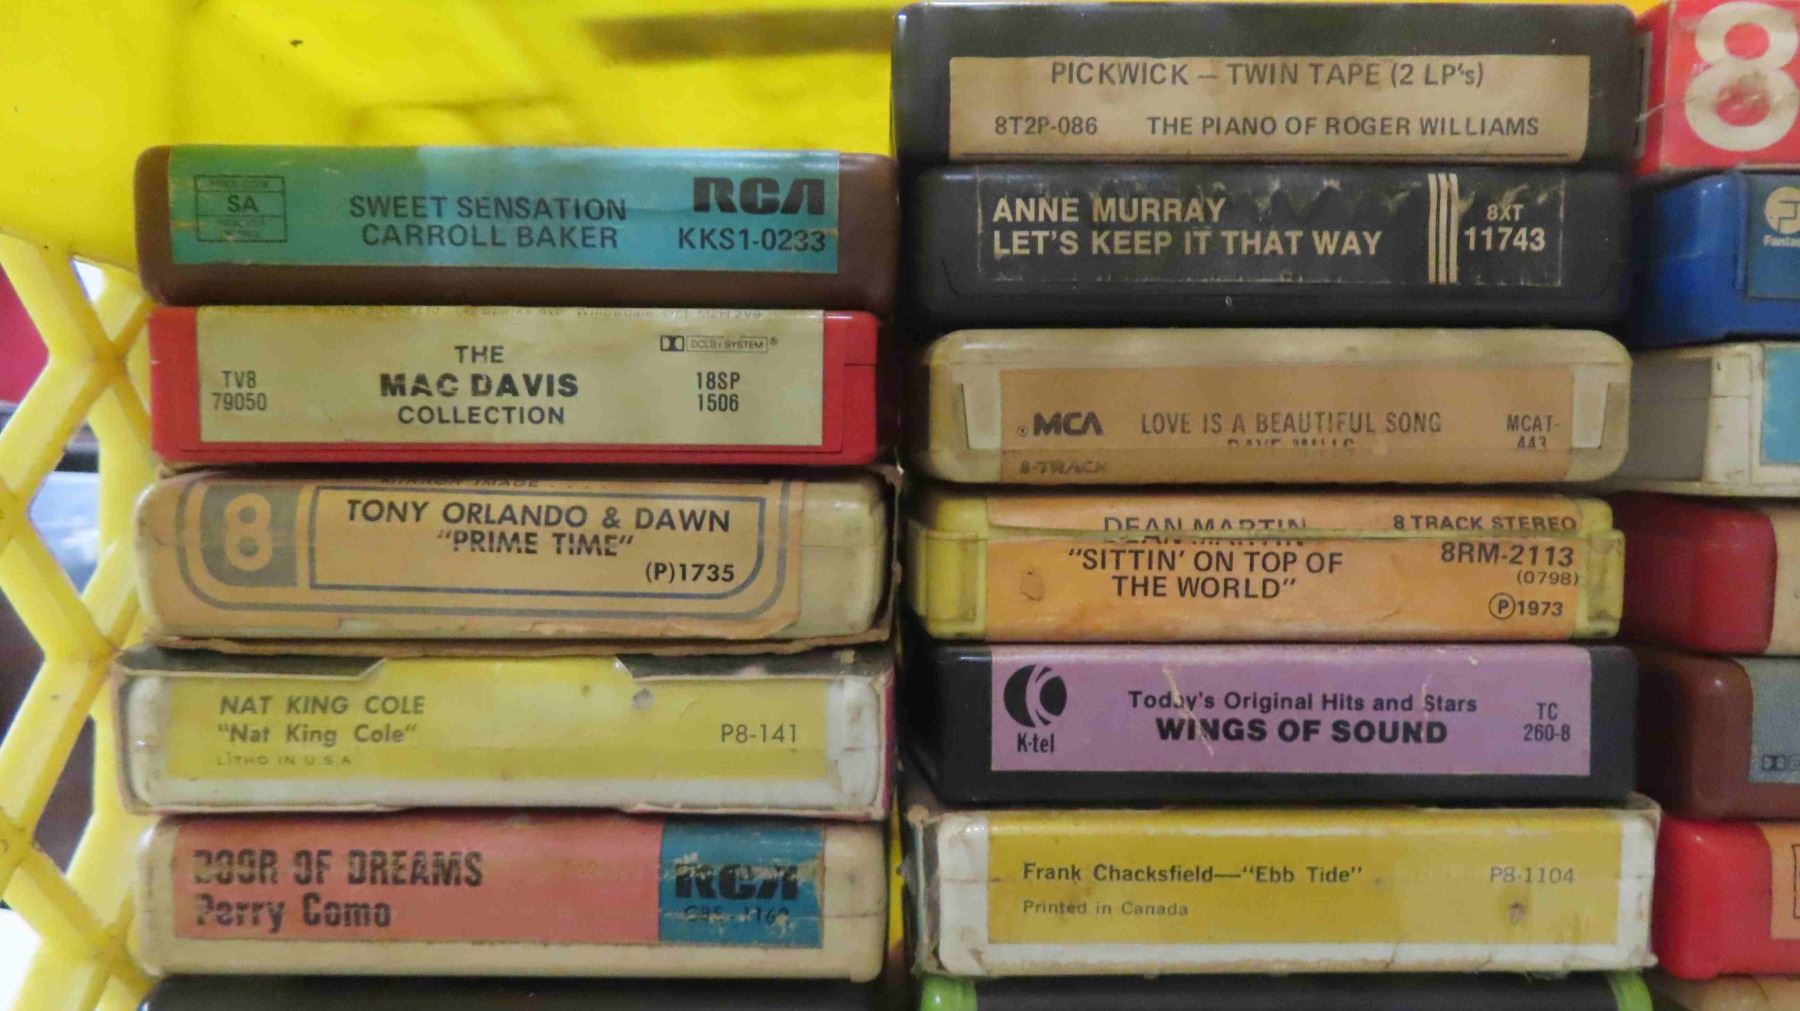 SA
SWEET SENSATION
CARROLL BAKER
RCA
KKS1-0233
THE
MAC DAVIS
COLLECTION
TV8
79050
18SP
1506
DOLBY SYSTEM®
TONY ORLANDO & DAWN
"PRIME TIME"
(P)1735
8
NAT KING COLE
"Nat King Cole"
LITHO IN U.S.A
P8-141
DOOR OF DREAMS
Perry Como
RCA
PICKWICK — TWIN TAPE (2 LP's)
8T2P-086 THE PIANO OF ROGER WILLIAMS
ANNE MURRAY
LET'S KEEP IT THAT WAY
8XT
11743
MCA
LOVE IS A BEAUTIFUL SONG
DAVE MILLS
MCAT-
443
8-TRACK
DEAN MARTIN 8 TRACK STEREO
"SITTIN' ON TOP OF
THE WORLD"
8RM-2113
(0798)
Ⓟ1973
K-tel
Today's Original Hits and Stars
WINGS OF SOUND
TC
260-8
Frank Chacksfield—"Ebb Tide" P8-1104
Printed in Canada
8